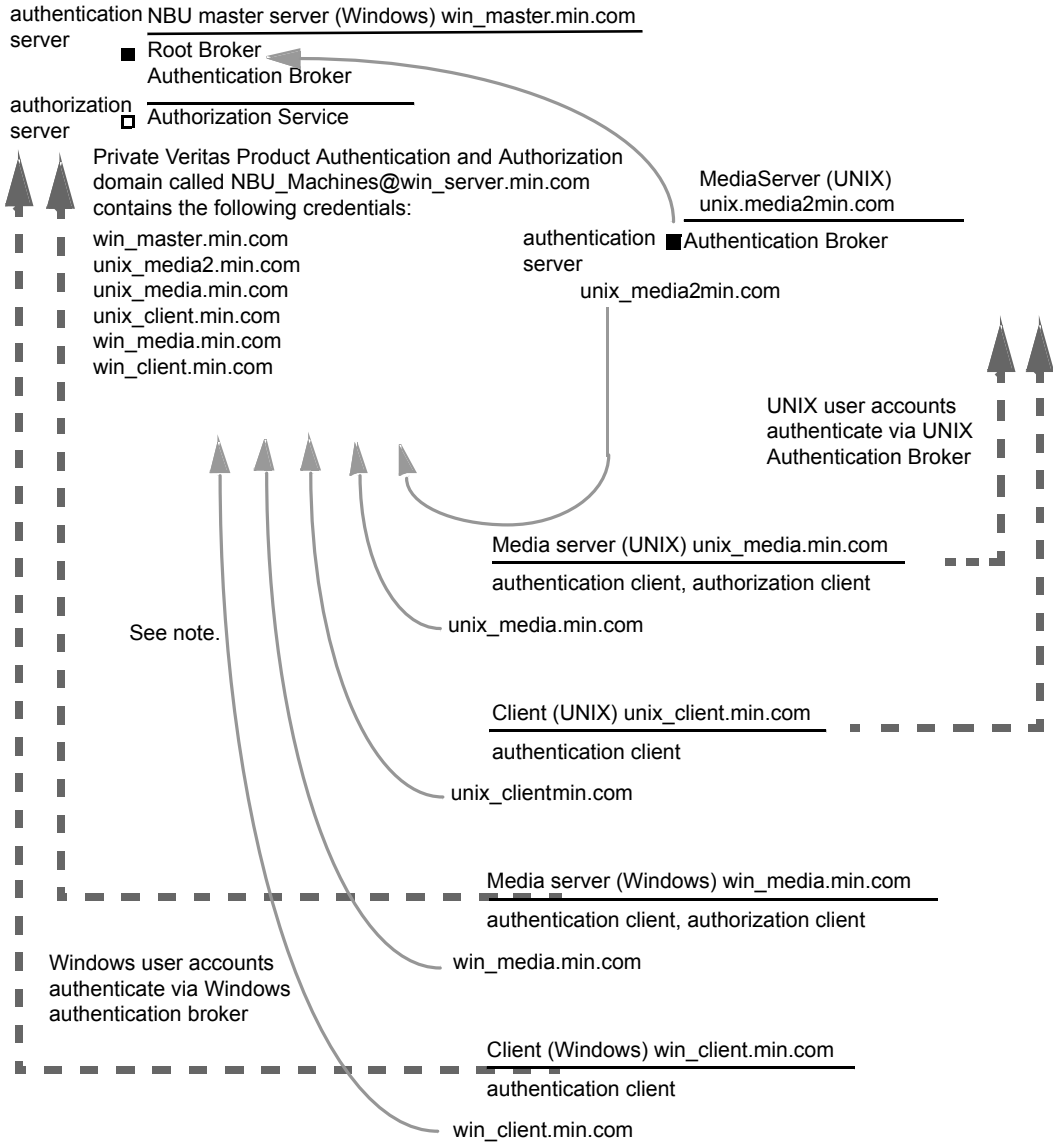 authentication
server
NBU master server (Windows) win_master.min.com
Root Broker
Authentication Broker
authorization
server
Authorization Service
Private Veritas Product Authentication and Authorization
domain called NBU_Machines@win_server.min.com
contains the following credentials:
win_master.min.com
unix_media2.min.com
unix_media.min.com
unix_client.min.com
win_media.min.com
win_client.min.com
MediaServer (UNIX)
unix.media2min.com
authentication
server
Authentication Broker
unix_media2min.com
UNIX user accounts
authenticate via UNIX
Authentication Broker
Media server (UNIX) unix_media.min.com
authentication client, authorization client
unix_media.min.com
See note.
Client (UNIX) unix_client.min.com
authentication client
unix_clientmin.com
Media server (Windows) win_media.min.com
authentication client, authorization client
win_media.min.com
Windows user accounts
authenticate via Windows
authentication broker
Client (Windows) win_client.min.com
authentication client
win_client.min.com